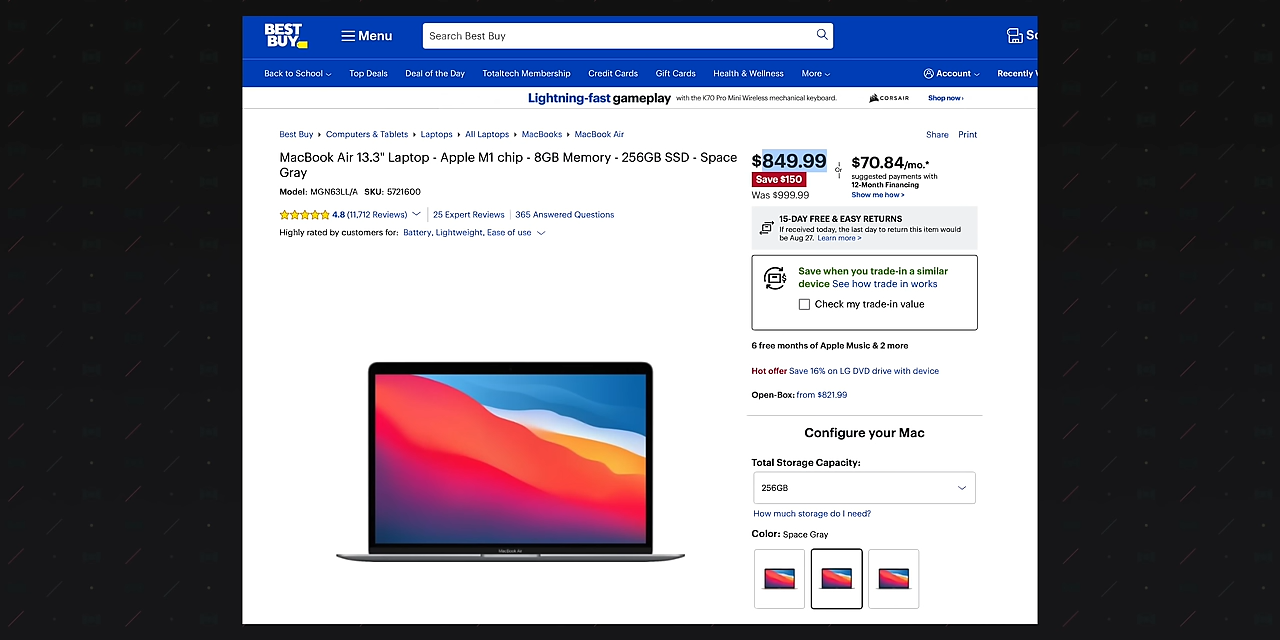 BEST BUY
Menu
Search Best Buy
Back to School
Top Deals
Deal of the Day
Totaltech Membership
Credit Cards
Gift Cards
Health & Wellness
More
Account
Recently
Lightning-fast gameplay with the K70 Pro Mini Wireless mechanical keyboard.
CORSAIR
Shop now ›
Best Buy › Computers & Tablets › Laptops › All Laptops › MacBooks › MacBook Air
Share
Print
MacBook Air 13.3" Laptop - Apple M1 chip - 8GB Memory - 256GB SSD - Space
Gray
Model: MGN63LL/A SKU: 5721600
4.8 (11,712 Reviews)
25 Expert Reviews
365 Answered Questions
Highly rated by customers for: Battery, Lightweight, Ease of use
$849.99
Save $150
Was $999.99
Or
$70.84/mo.*
suggested payments with
12-Month Financing
Show me how >
15-DAY FREE & EASY RETURNS
If received today, the last day to return this item would
be Aug 27. Learn more >
Save when you trade-in a similar
device See how trade in works
Check my trade-in value
6 free months of Apple Music & 2 more
Hot offer Save 16% on LG DVD drive with device
Open-Box: from $821.99
Configure your Mac
Total Storage Capacity:
256GB
How much storage do I need?
Color: Space Gray
MacBook Air